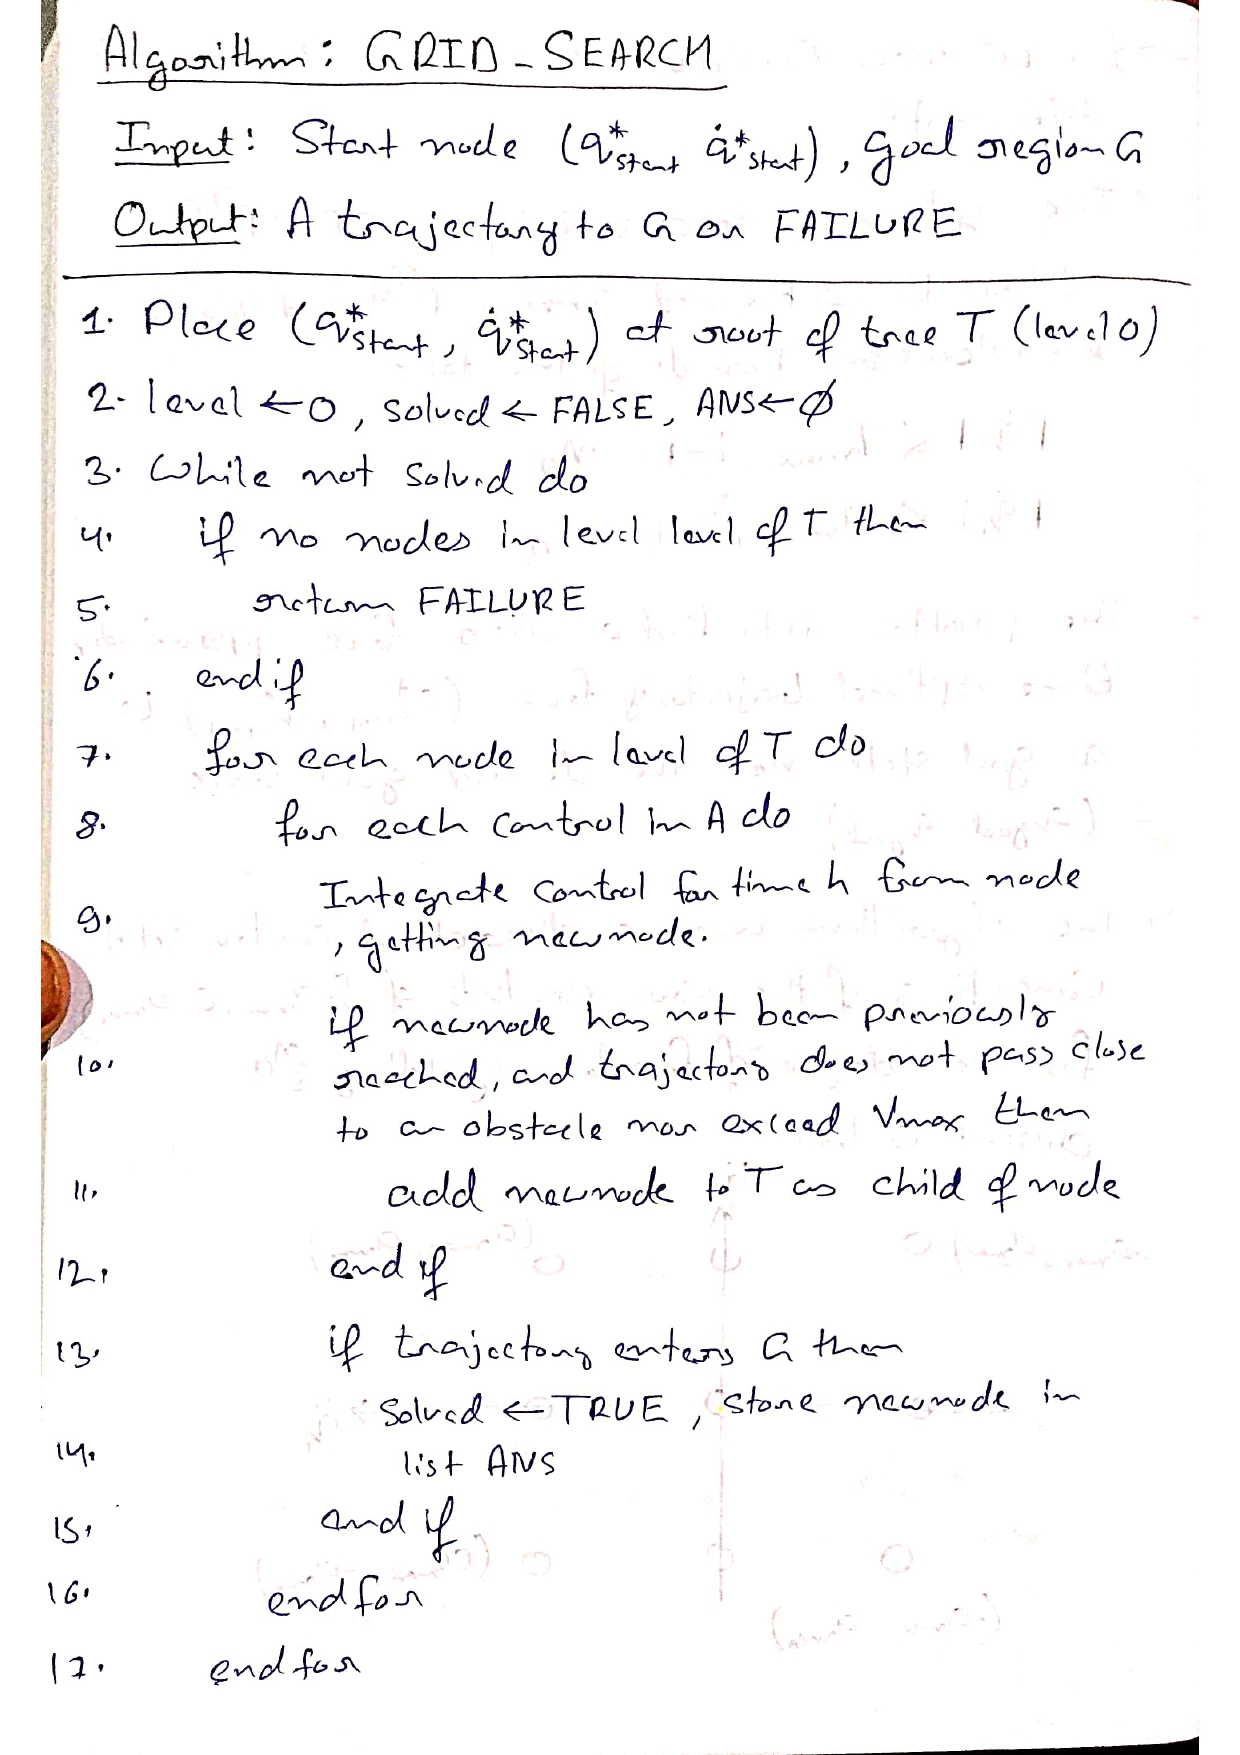 Algorithm: GRID_SEARCH
Input: Start node (q*start q̇*start), goal region G
Output: A trajectory to G or FAILURE
1. Place (q*start, q̇*start) at root of tree T (level 0)
2. level ← 0, solved ← FALSE, ANS ← ∅
3. While not solved do
4. if no nodes in level level of T then
5. return FAILURE
6. end if
7. for each node in level of T do
8. for each control in A do
9. Integrate control for time h from node
, getting newnode.
if newnode has not been previously
10. reached, and trajectory does not pass close
to an obstacle nor exceed Vmax then
11. add newnode to T as child of node
12. end if
13. if trajectory enters G then
Solved ← TRUE, store newnode in
14. list ANS
15. end if
16. end for
17. end for